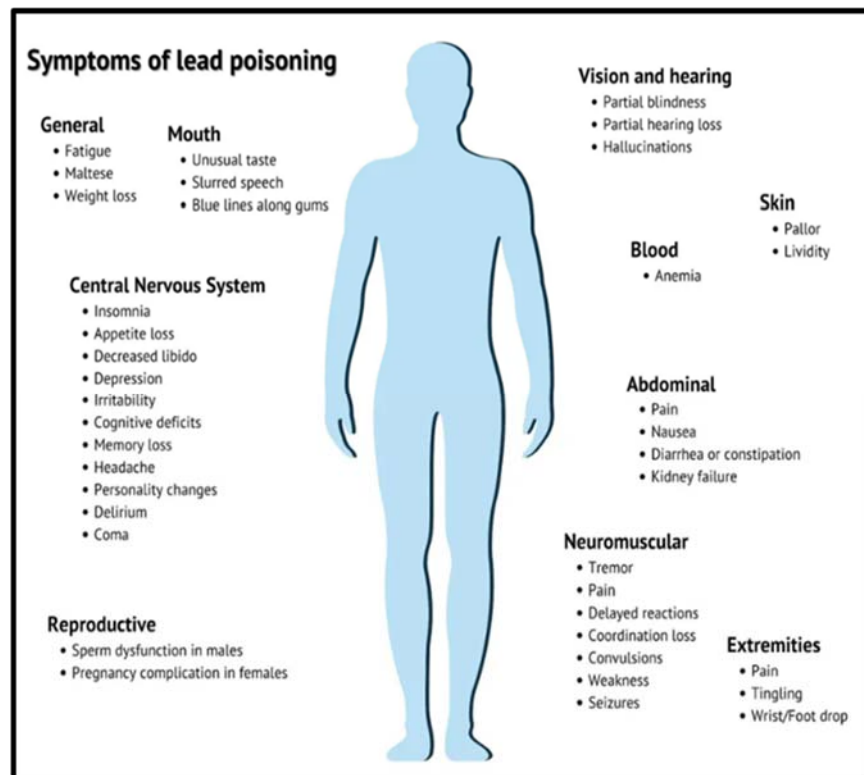 Symptoms of lead poisoning
General
• Fatigue
• Maltese
• Weight loss
Mouth
• Unusual taste
• Slurred speech
• Blue lines along gums
Central Nervous System
• Insomnia
• Appetite loss
• Decreased libido
• Depression
• Irritability
• Cognitive deficits
• Memory loss
• Headache
• Personality changes
• Delirium
• Coma
Reproductive
• Sperm dysfunction in males
• Pregnancy complication in females
Vision and hearing
• Partial blindness
• Partial hearing loss
• Hallucinations
Skin
• Pallor
• Lividity
Blood
• Anemia
Abdominal
• Pain
• Nausea
• Diarrhea or constipation
• Kidney failure
Neuromuscular
• Tremor
• Pain
• Delayed reactions
• Coordination loss
• Convulsions
• Weakness
• Seizures
Extremities
• Pain
• Tingling
• Wrist/Foot drop